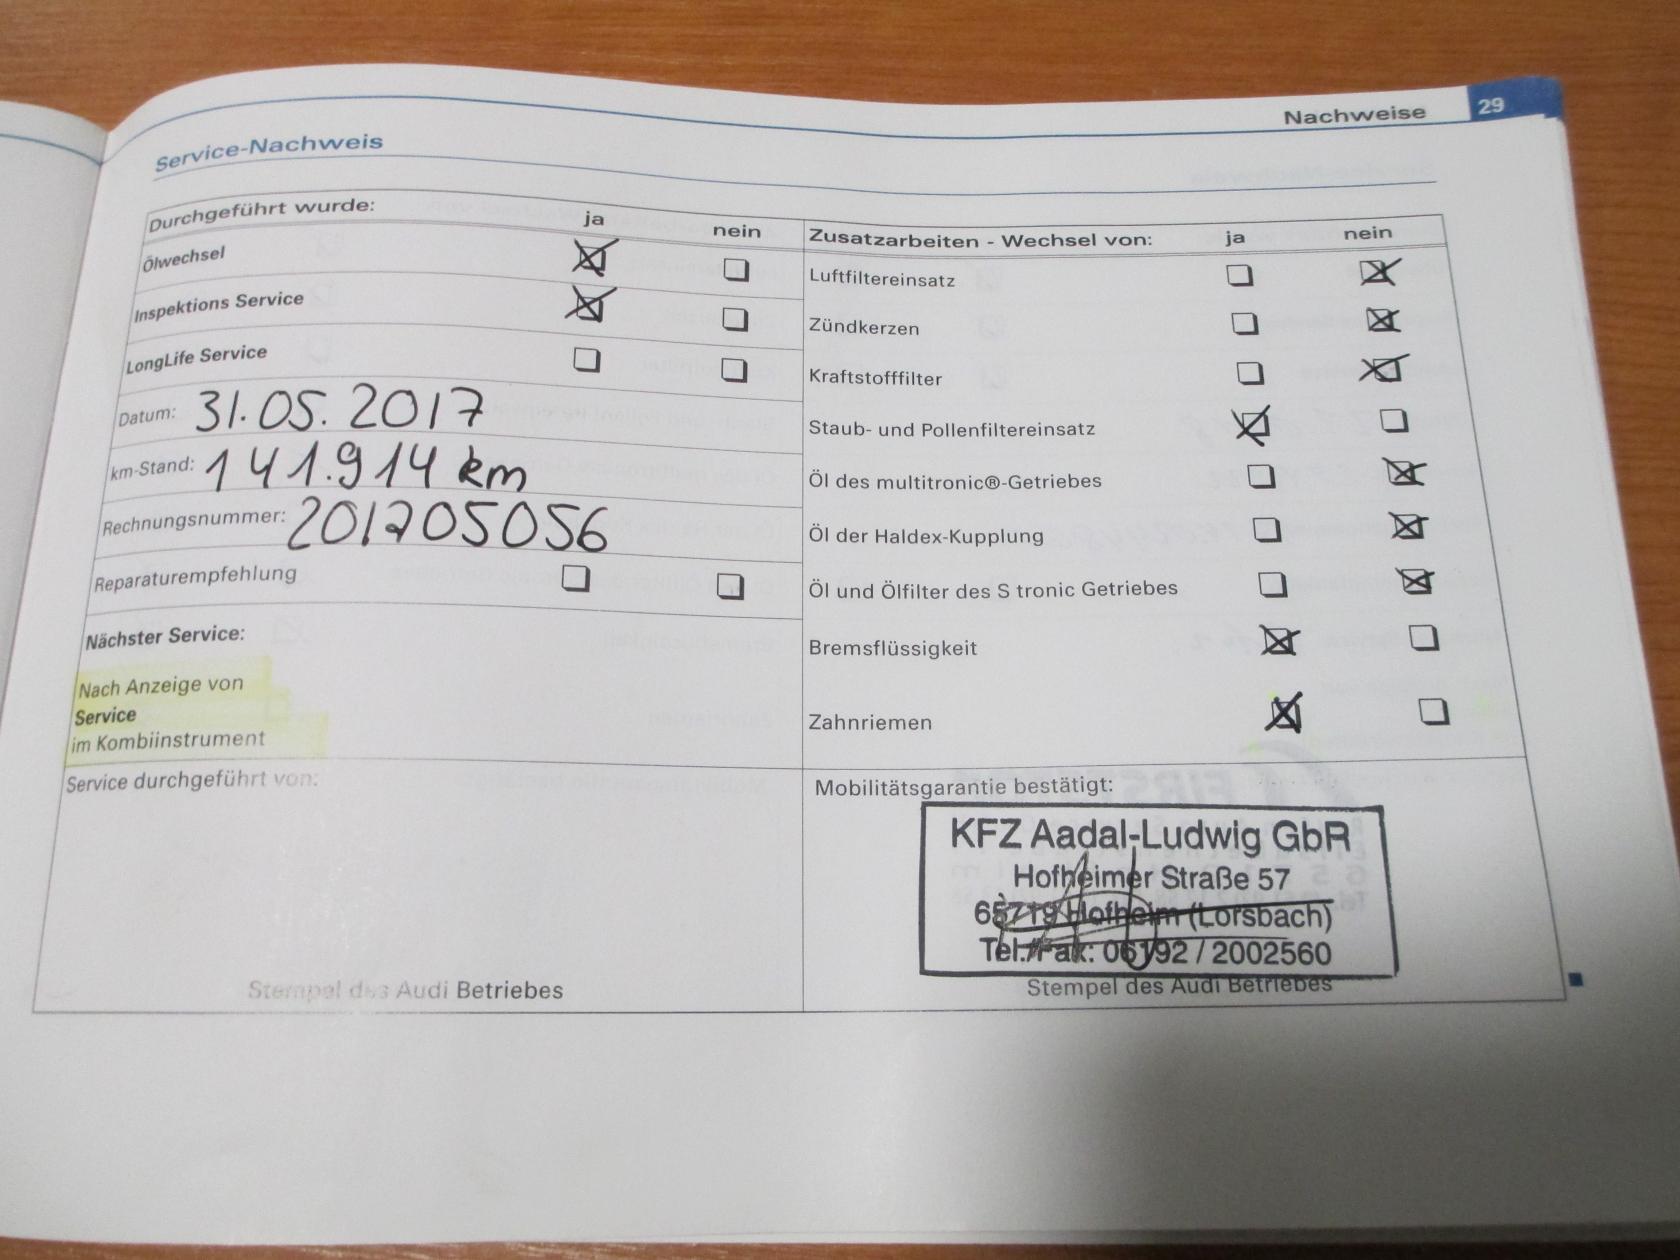 Nachweise 29
Service-Nachweis
Durchgeführt wurde: ja nein
Ölwechsel
Inspektions Service
LongLife Service
Datum: 31.05.2017
km-Stand: 141.914 km
Rechnungsnummer: 201705056
Reparaturempfehlung
Nächster Service:
Nach Anzeige von
Service
im Kombiinstrument
Service durchgeführt von:
Stempel des Audi Betriebes
Zusatzarbeiten - Wechsel von: ja nein
Luftfiltereinsatz
Zündkerzen
Kraftstofffilter
Staub- und Pollenfiltereinsatz
Öl des multitronic®-Getriebes
Öl der Haldex-Kupplung
Öl und Ölfilter des S tronic Getriebes
Bremsflüssigkeit
Zahnriemen
Mobilitätsgarantie bestätigt:
KFZ Aadal-Ludwig GbR
Hofheimer Straße 57
65719 Hofheim (Lorsbach)
Tel./Fax: 06192 / 2002560
Stempel des Audi Betriebes